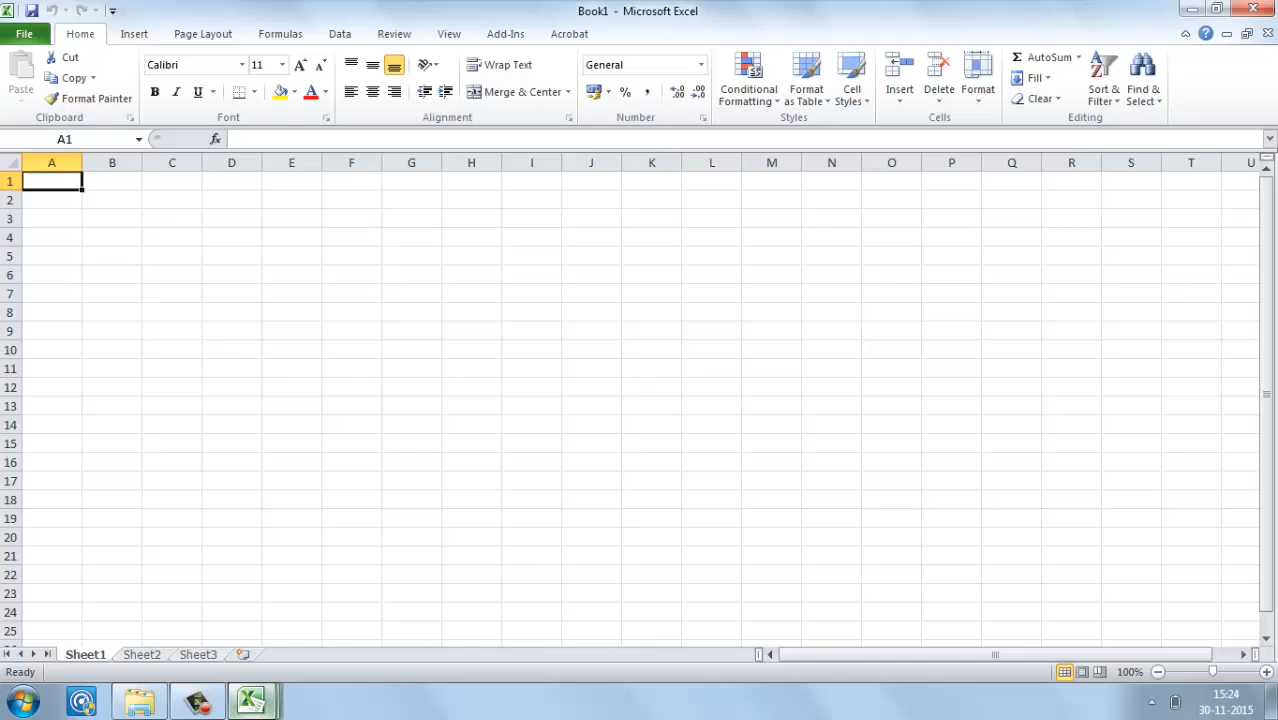 Book1 - Microsoft Excel
File Home Insert Page Layout Formulas Data Review View Add-Ins Acrobat
Paste
Cut
Copy
Format Painter
Clipboard
Calibri 11
B I U
Font
Wrap Text
Merge & Center
Alignment
General
%
Number
Conditional Formatting
Format as Table
Cell Styles
Styles
Insert Delete Format
Cells
Σ AutoSum
Fill
Clear
Sort & Filter
Find & Select
Editing
A1 fx
A B C D E F G H I J K L M N O P Q R S T U
1
2
3
4
5
6
7
8
9
10
11
12
13
14
15
16
17
18
19
20
21
22
23
24
25
Sheet1 Sheet2 Sheet3
Ready 100%
15:24
30-11-2015